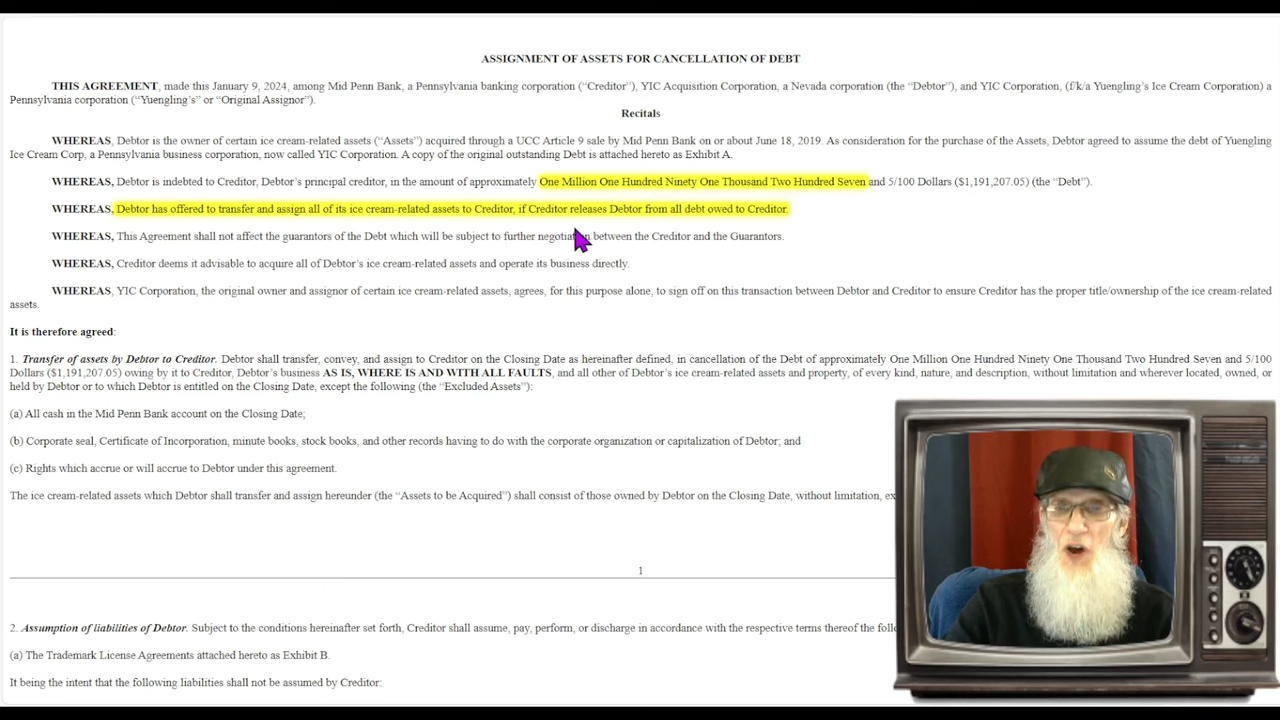 ASSIGNMENT OF ASSETS FOR CANCELLATION OF DEBT
THIS AGREEMENT, made this January 9, 2024, among Mid Penn Bank, a Pennsylvania banking corporation (“Creditor”), YIC Acquisition Corporation, a Nevada corporation (the “Debtor”), and YIC Corporation, (f/k/a Yuengling’s Ice Cream Corporation) a
Pennsylvania corporation (“Yuengling’s” or “Original Assignor”).
Recitals
WHEREAS, Debtor is the owner of certain ice cream-related assets (“Assets”) acquired through a UCC Article 9 sale by Mid Penn Bank on or about June 18, 2019. As consideration for the purchase of the Assets, Debtor agreed to assume the debt of Yuengling
Ice Cream Corp, a Pennsylvania business corporation, now called YIC Corporation. A copy of the original outstanding Debt is attached hereto as Exhibit A.
WHEREAS, Debtor is indebted to Creditor, Debtor’s principal creditor, in the amount of approximately One Million One Hundred Ninety One Thousand Two Hundred Seven and 5/100 Dollars ($1,191,207.05) (the “Debt”).
WHEREAS, Debtor has offered to transfer and assign all of its ice cream-related assets to Creditor, if Creditor releases Debtor from all debt owed to Creditor.
WHEREAS, This Agreement shall not affect the guarantors of the Debt which will be subject to further negotiation between the Creditor and the Guarantors.
WHEREAS, Creditor deems it advisable to acquire all of Debtor’s ice cream-related assets and operate its business directly.
WHEREAS, YIC Corporation, the original owner and assignor of certain ice cream-related assets, agrees, for this purpose alone, to sign off on this transaction between Debtor and Creditor to ensure Creditor has the proper title/ownership of the ice cream-related
assets.
It is therefore agreed:
1. Transfer of assets by Debtor to Creditor. Debtor shall transfer, convey, and assign to Creditor on the Closing Date as hereinafter defined, in cancellation of the Debt of approximately One Million One Hundred Ninety One Thousand Two Hundred Seven and 5/100
Dollars ($1,191,207.05) owing by it to Creditor, Debtor’s business AS IS, WHERE IS AND WITH ALL FAULTS, and all other of Debtor’s ice cream-related assets and property, of every kind, nature, and description, without limitation and wherever located, owned, or
held by Debtor or to which Debtor is entitled on the Closing Date, except the following (the “Excluded Assets”):
(a) All cash in the Mid Penn Bank account on the Closing Date;
(b) Corporate seal, Certificate of Incorporation, minute books, stock books, and other records having to do with the corporate organization or capitalization of Debtor; and
(c) Rights which accrue or will accrue to Debtor under this agreement.
The ice cream-related assets which Debtor shall transfer and assign hereunder (the “Assets to be Acquired”) shall consist of those owned by Debtor on the Closing Date, without limitation, ex
1
2. Assumption of liabilities of Debtor. Subject to the conditions hereinafter set forth, Creditor shall assume, pay, perform, or discharge in accordance with the respective terms thereof the foll
(a) The Trademark License Agreements attached hereto as Exhibit B.
It being the intent that the following liabilities shall not be assumed by Creditor: